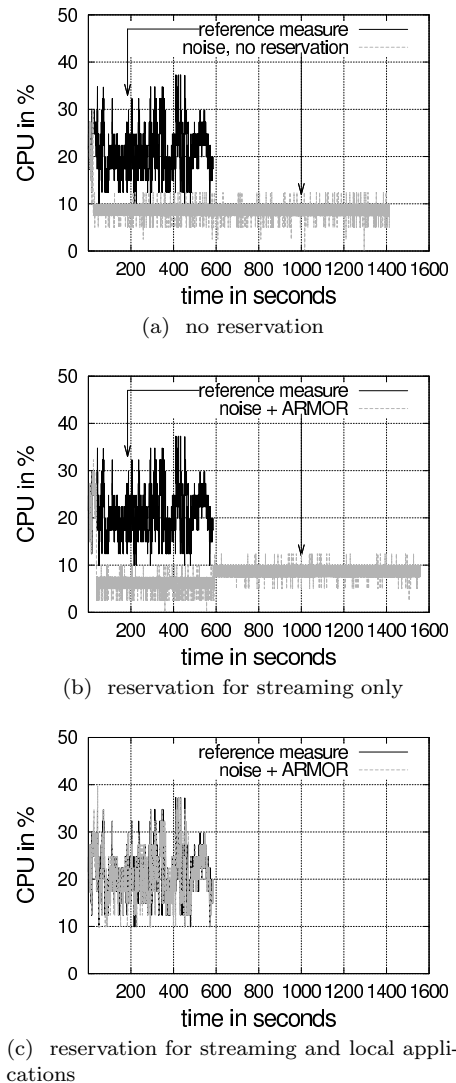 50
reference measure
noise, no reservation
40
30
20
10
0
CPU in %
200 400 600 800 1000 1200 1400 1600
time in seconds
(a) no reservation
50
reference measure
noise + ARMOR
40
30
20
10
0
CPU in %
200 400 600 800 1000 1200 1400 1600
time in seconds
(b) reservation for streaming only
50
reference measure
noise + ARMOR
40
30
20
10
0
CPU in %
200 400 600 800 1000 1200 1400 1600
time in seconds
(c) reservation for streaming and local appli-
cations